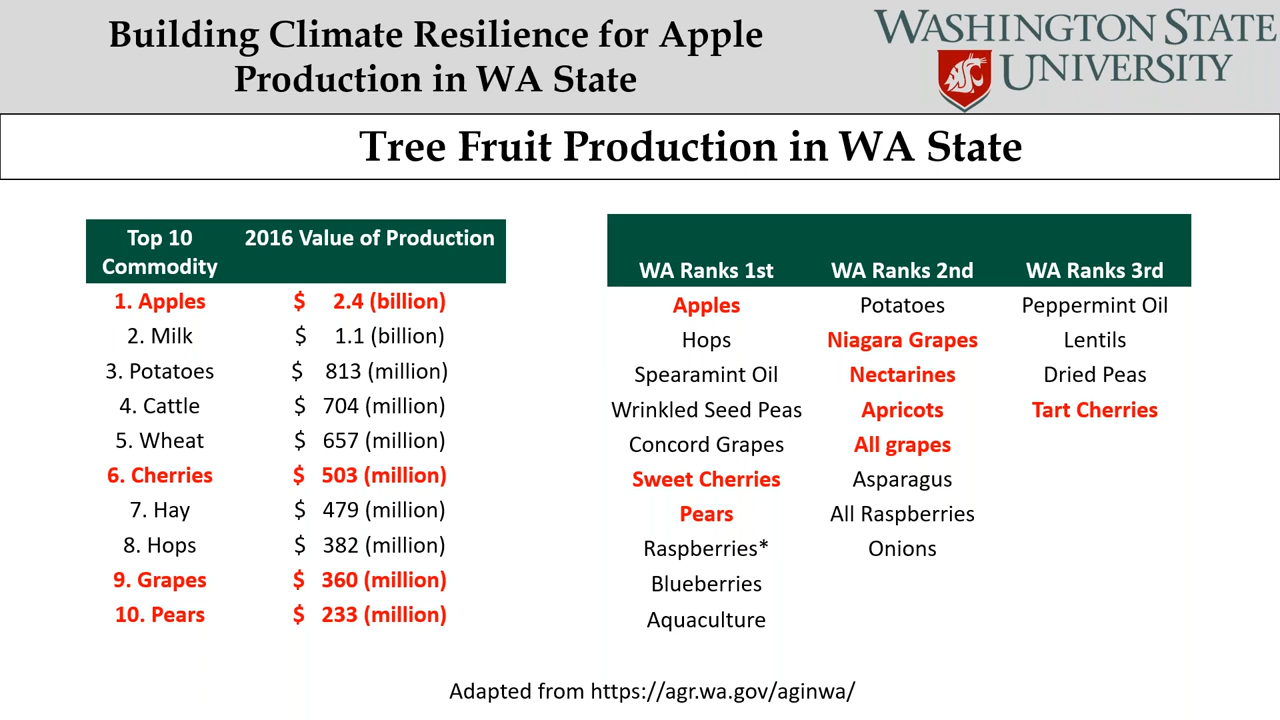 Building Climate Resilience for Apple
Production in WA State
WASHINGTON STATE
UNIVERSITY
Tree Fruit Production in WA State
Top 10 Commodity 2016 Value of Production
1. Apples $ 2.4 (billion)
2. Milk $ 1.1 (billion)
3. Potatoes $ 813 (million)
4. Cattle $ 704 (million)
5. Wheat $ 657 (million)
6. Cherries $ 503 (million)
7. Hay $ 479 (million)
8. Hops $ 382 (million)
9. Grapes $ 360 (million)
10. Pears $ 233 (million)
WA Ranks 1st WA Ranks 2nd WA Ranks 3rd
Apples Potatoes Peppermint Oil
Hops Niagara Grapes Lentils
Spearmint Oil Nectarines Dried Peas
Wrinkled Seed Peas Apricots Tart Cherries
Concord Grapes All grapes
Sweet Cherries Asparagus
Pears All Raspberries
Raspberries* Onions
Blueberries
Aquaculture
Adapted from https://agr.wa.gov/aginwa/